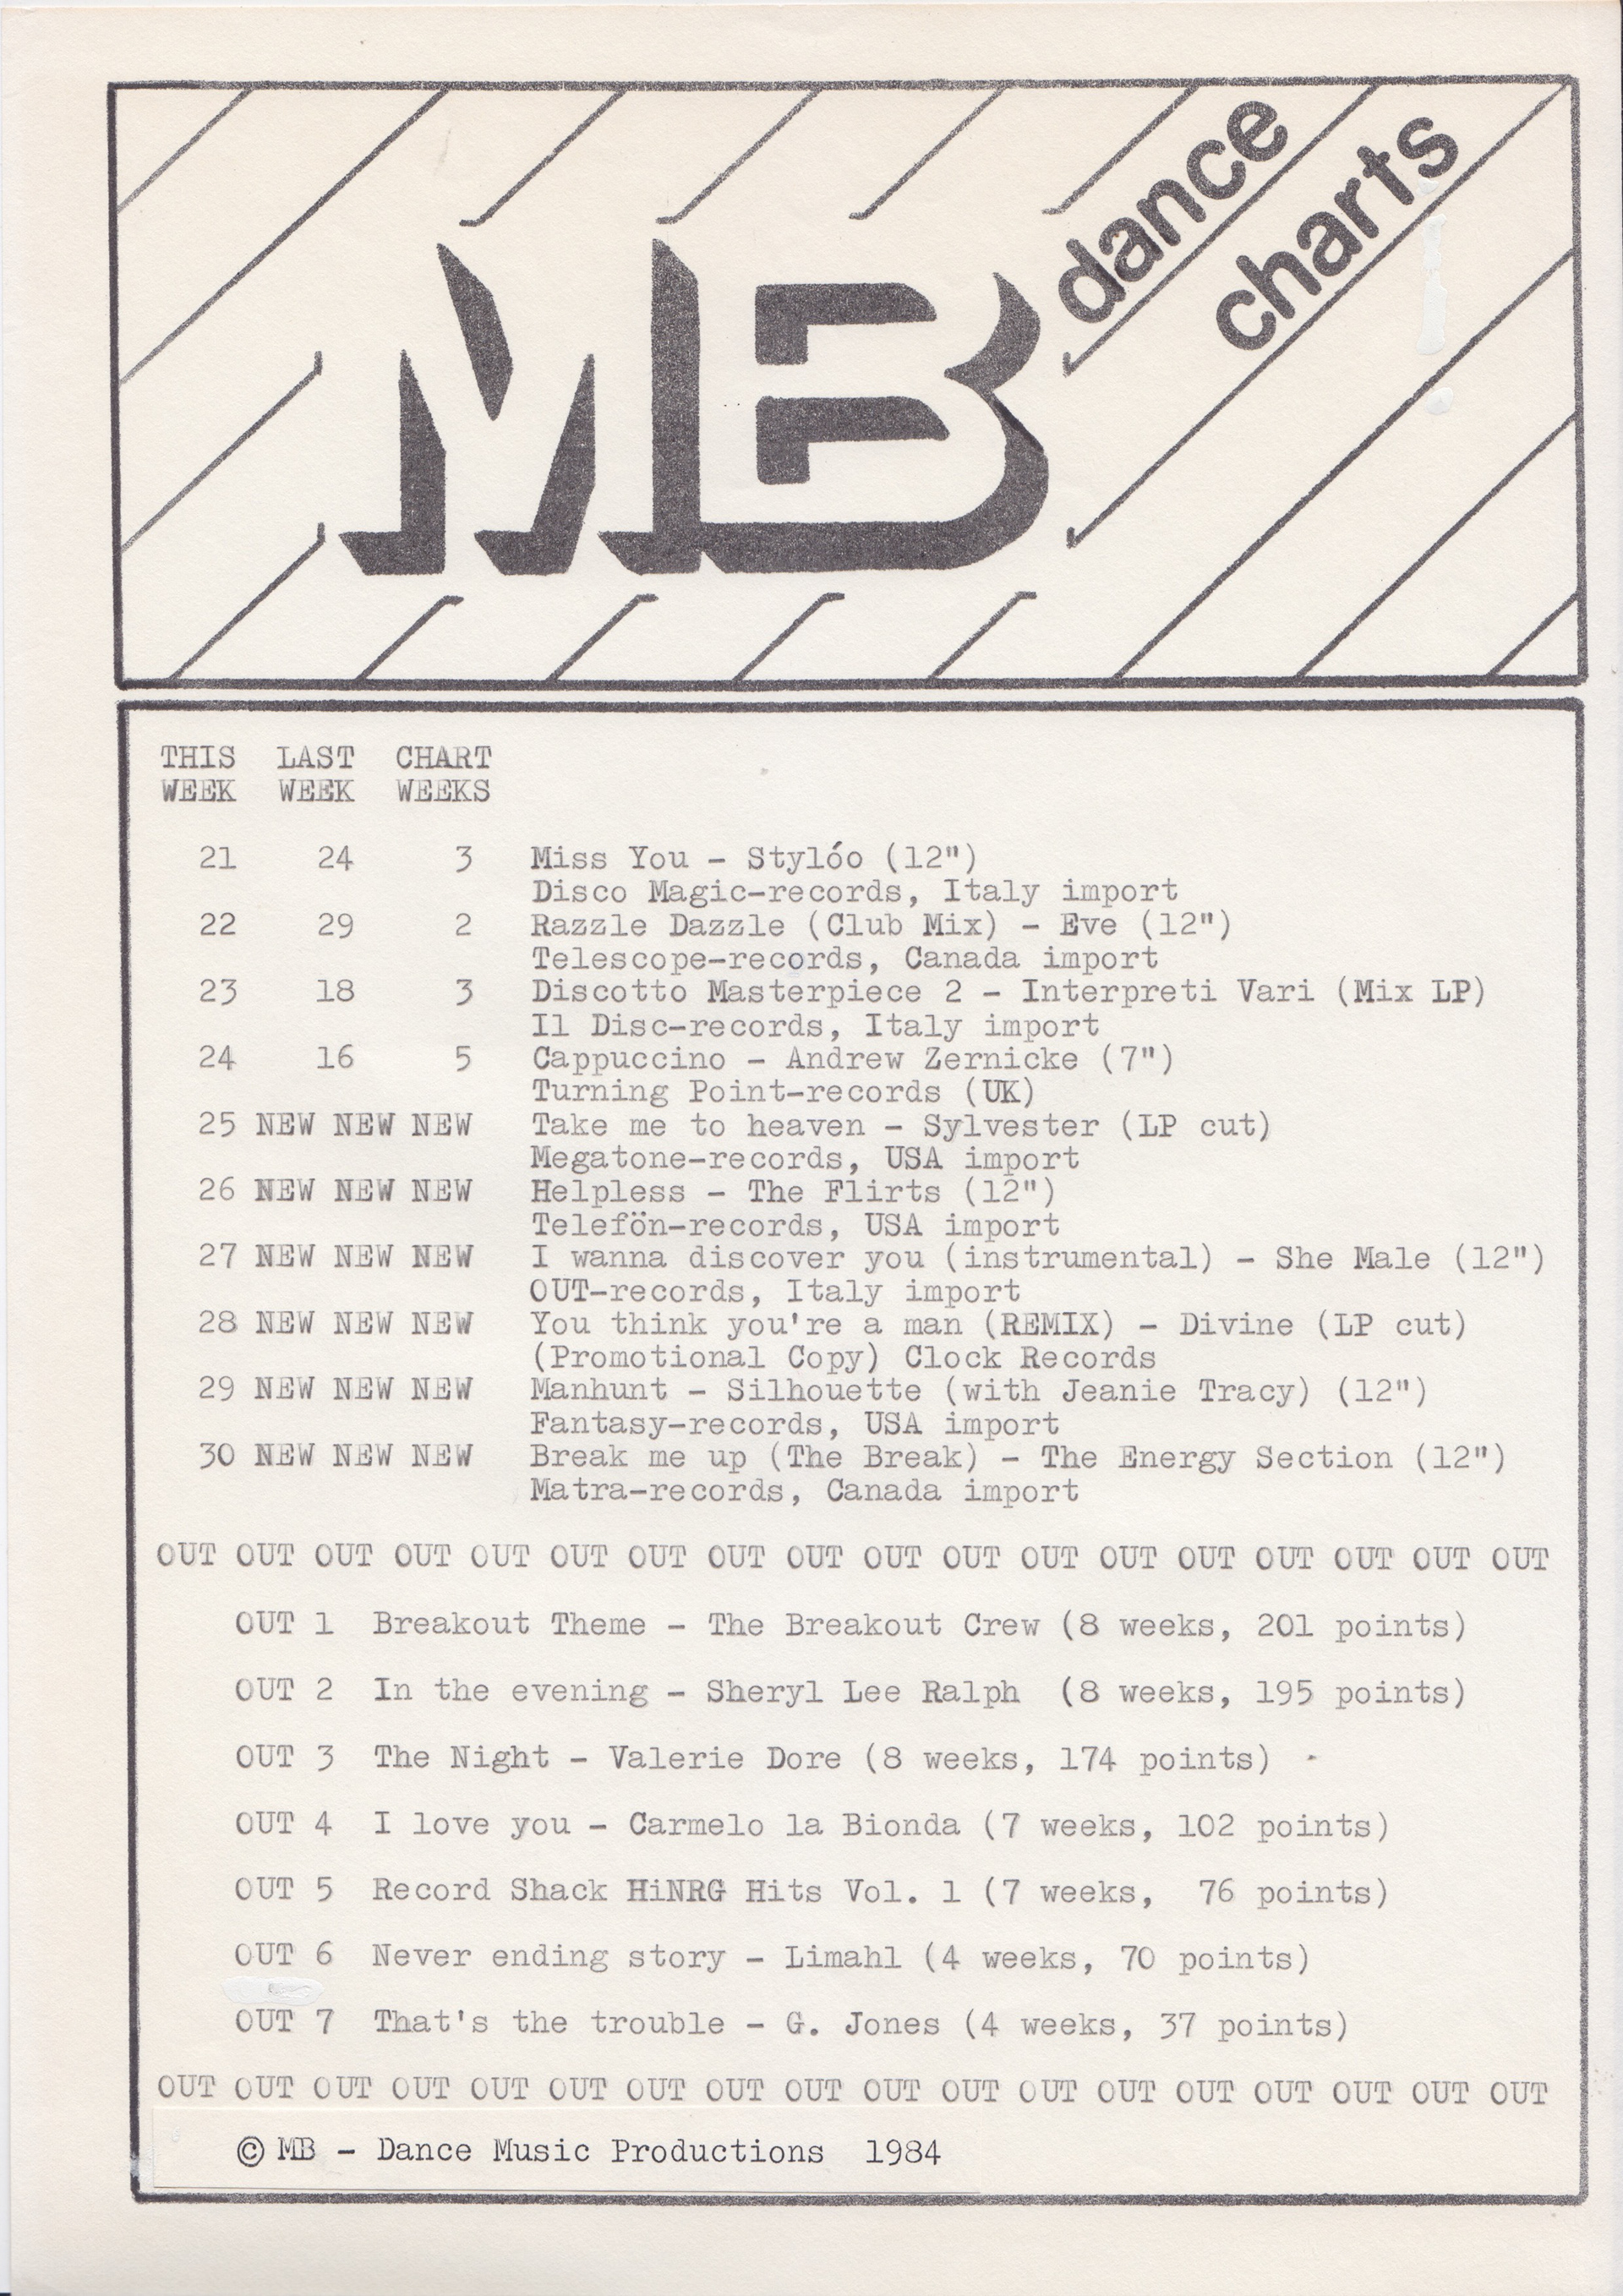 MB
dance
charts
THIS LAST CHART
WEEK WEEK WEEKS
21 24 3 Miss You - Stylóo (12")
Disco Magic-records, Italy import
22 29 2 Razzle Dazzle (Club Mix) - Eve (12")
Telescope-records, Canada import
23 18 3 Discotto Masterpiece 2 - Interpreti Vari (Mix LP)
Il Disc-records, Italy import
24 16 5 Cappuccino - Andrew Zernicke (7")
Turning Point-records (UK)
25 NEW NEW NEW Take me to heaven - Sylvester (LP cut)
Megatone-records, USA import
26 NEW NEW NEW Helpless - The Flirts (12")
Telefön-records, USA import
27 NEW NEW NEW I wanna discover you (instrumental) - She Male (12")
OUT-records, Italy import
28 NEW NEW NEW You think you're a man (REMIX) - Divine (LP cut)
(Promotional Copy) Clock Records
29 NEW NEW NEW Manhunt - Silhouette (with Jeanie Tracy) (12")
Fantasy-records, USA import
30 NEW NEW NEW Break me up (The Break) - The Energy Section (12")
Matra-records, Canada import
OUT OUT OUT OUT OUT OUT OUT OUT OUT OUT OUT OUT OUT OUT OUT OUT OUT OUT
OUT 1 Breakout Theme - The Breakout Crew (8 weeks, 201 points)
OUT 2 In the evening - Sheryl Lee Ralph (8 weeks, 195 points)
OUT 3 The Night - Valerie Dore (8 weeks, 174 points)
OUT 4 I love you - Carmelo la Bionda (7 weeks, 102 points)
OUT 5 Record Shack HiNRG Hits Vol. 1 (7 weeks, 76 points)
OUT 6 Never ending story - Limahl (4 weeks, 70 points)
OUT 7 That's the trouble - G. Jones (4 weeks, 37 points)
OUT OUT OUT OUT OUT OUT OUT OUT OUT OUT OUT OUT OUT OUT OUT OUT OUT OUT
© MB - Dance Music Productions 1984